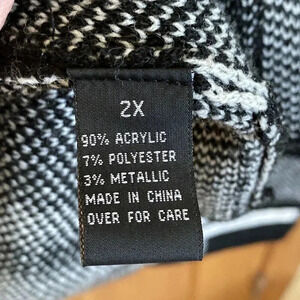 2X
90% ACRYLIC
7% POLYESTER
3% METALLIC
MADE IN CHINA
OVER FOR CARE